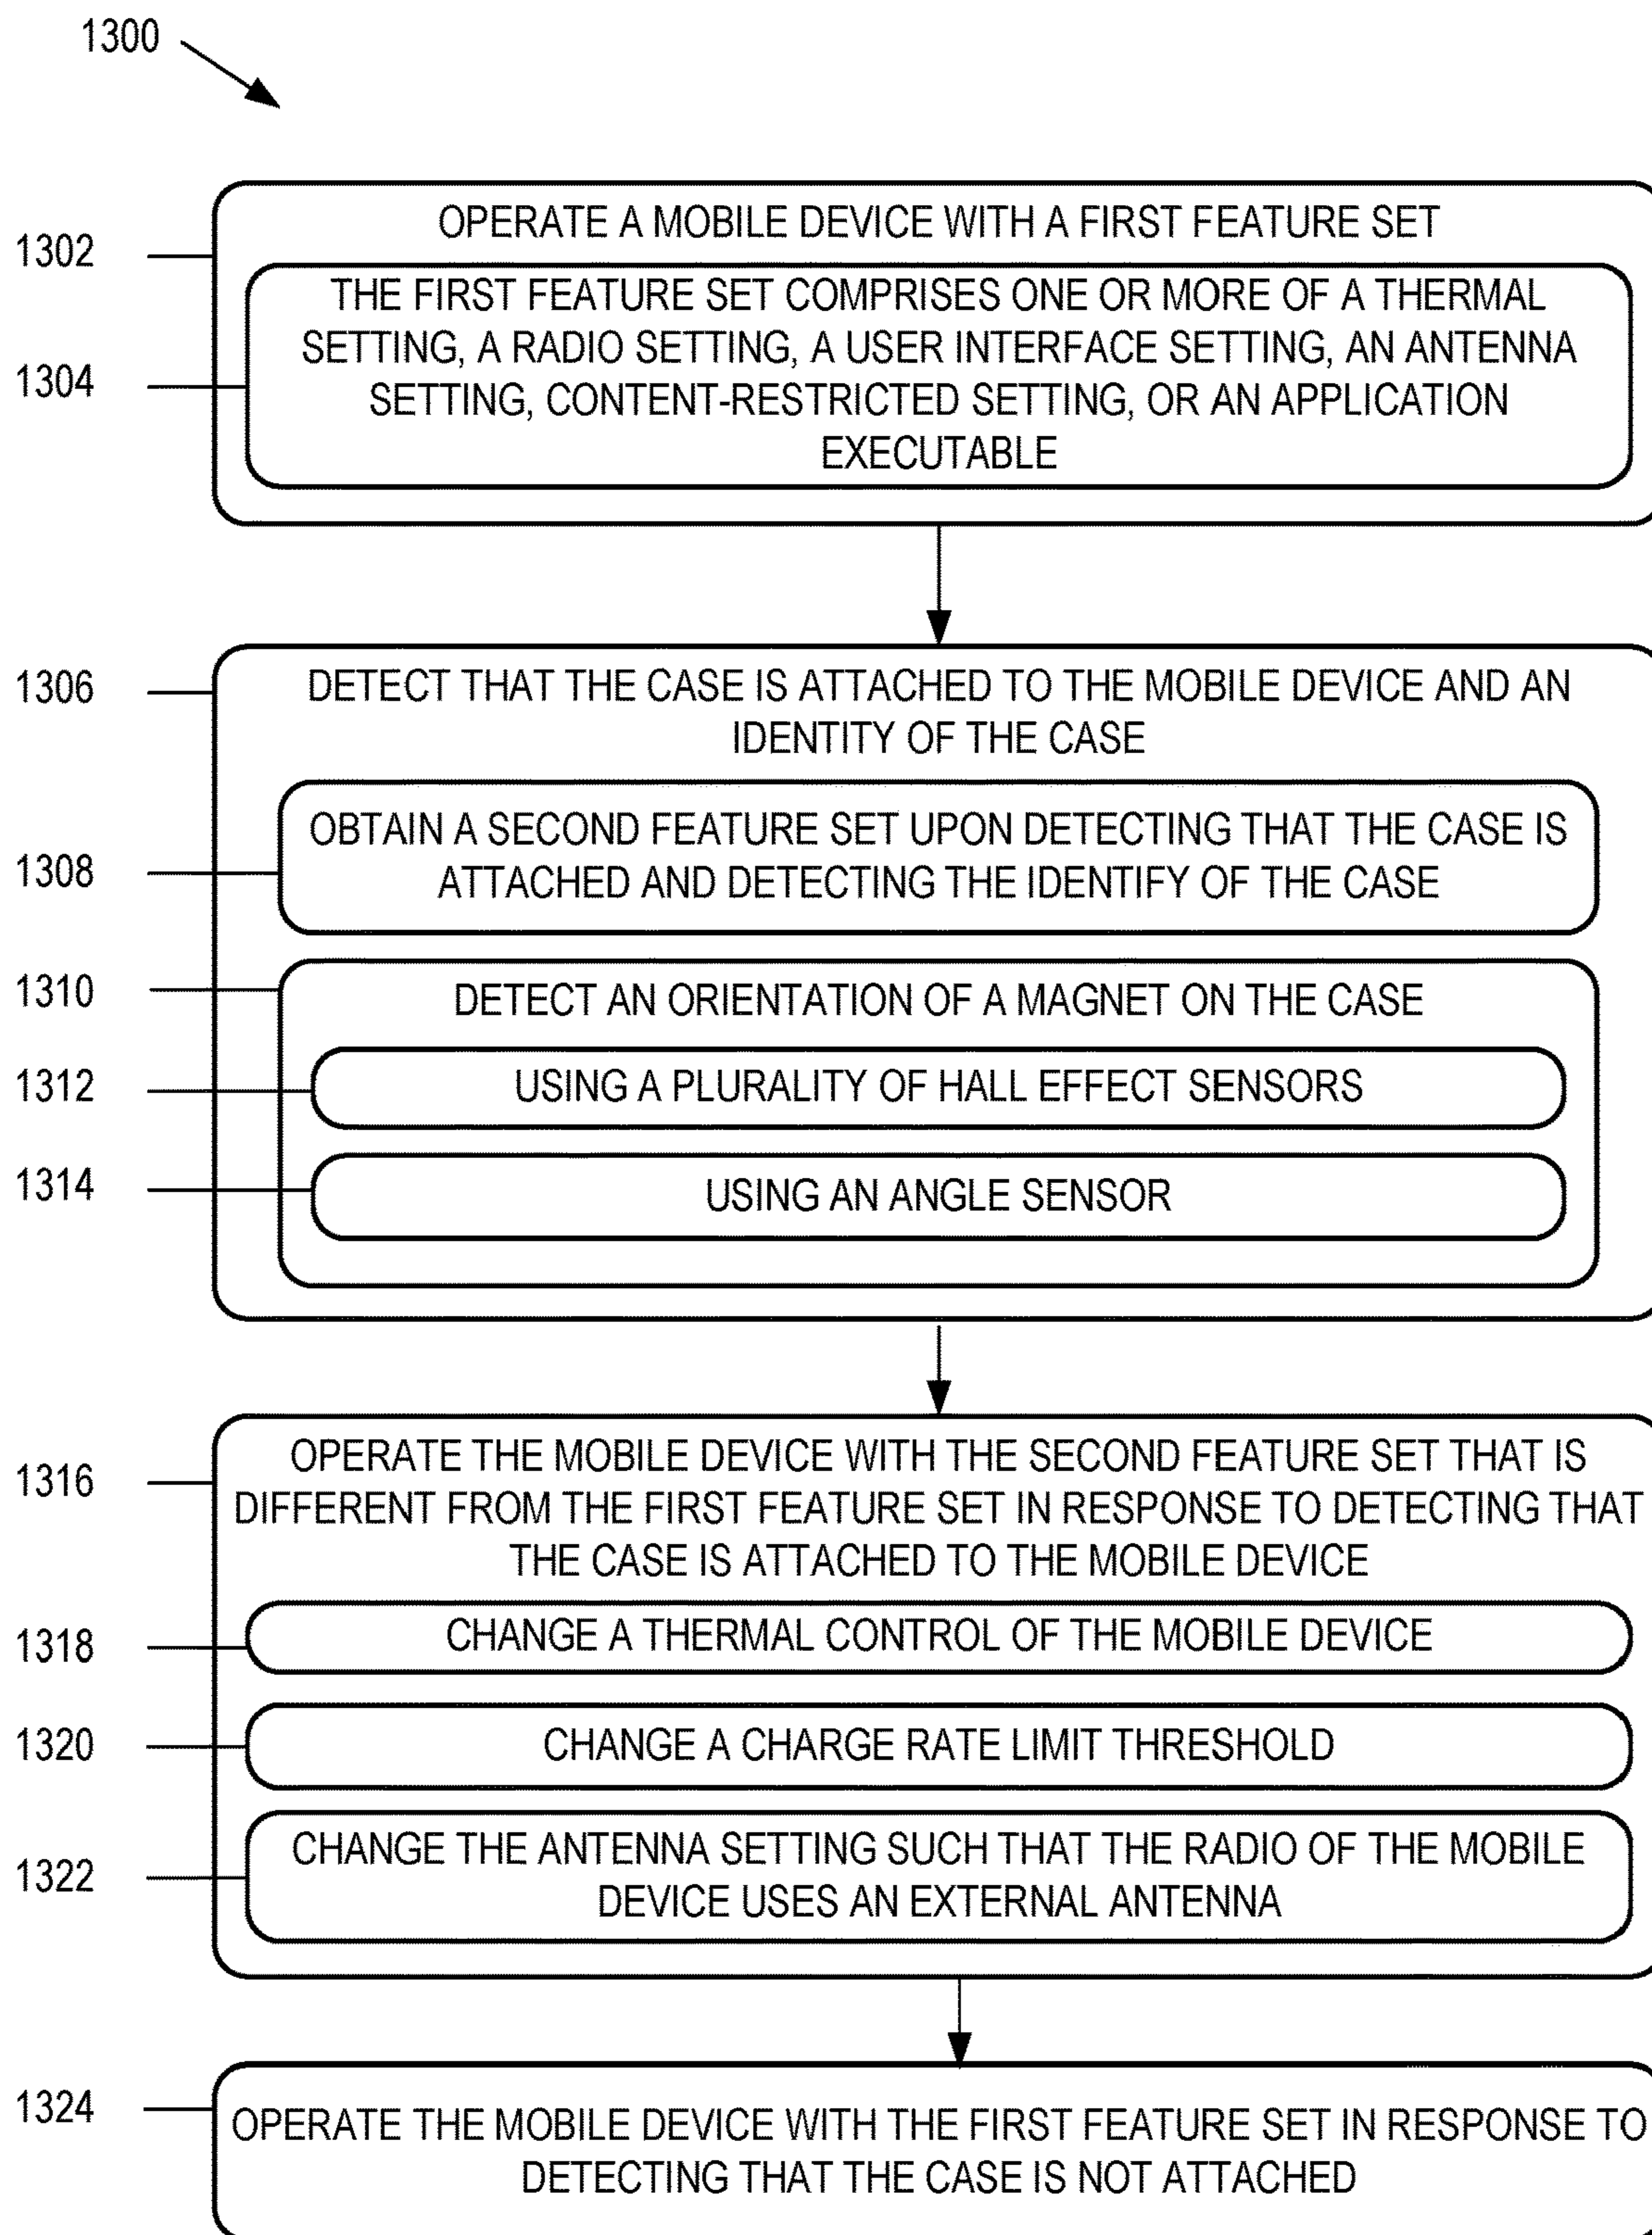 1300
1302
OPERATE A MOBILE DEVICE WITH A FIRST FEATURE SET
1304
THE FIRST FEATURE SET COMPRISES ONE OR MORE OF A THERMAL
SETTING, A RADIO SETTING, A USER INTERFACE SETTING, AN ANTENNA
SETTING, CONTENT-RESTRICTED SETTING, OR AN APPLICATION
EXECUTABLE
1306
DETECT THAT THE CASE IS ATTACHED TO THE MOBILE DEVICE AND AN
IDENTITY OF THE CASE
1308
OBTAIN A SECOND FEATURE SET UPON DETECTING THAT THE CASE IS
ATTACHED AND DETECTING THE IDENTIFY OF THE CASE
1310
DETECT AN ORIENTATION OF A MAGNET ON THE CASE
1312
USING A PLURALITY OF HALL EFFECT SENSORS
1314
USING AN ANGLE SENSOR
1316
OPERATE THE MOBILE DEVICE WITH THE SECOND FEATURE SET THAT IS
DIFFERENT FROM THE FIRST FEATURE SET IN RESPONSE TO DETECTING THAT
THE CASE IS ATTACHED TO THE MOBILE DEVICE
1318
CHANGE A THERMAL CONTROL OF THE MOBILE DEVICE
1320
CHANGE A CHARGE RATE LIMIT THRESHOLD
1322
CHANGE THE ANTENNA SETTING SUCH THAT THE RADIO OF THE MOBILE
DEVICE USES AN EXTERNAL ANTENNA
1324
OPERATE THE MOBILE DEVICE WITH THE FIRST FEATURE SET IN RESPONSE TO
DETECTING THAT THE CASE IS NOT ATTACHED